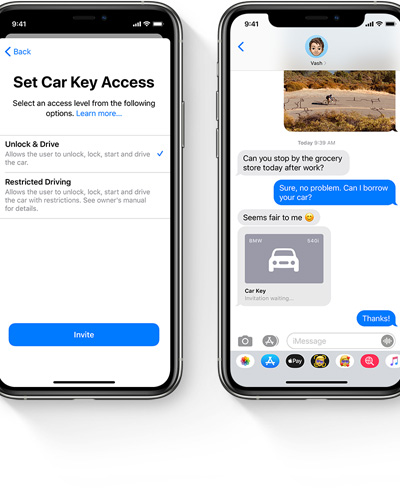 9:41
Back
Set Car Key Access
Select an access level from the following
options. Learn more...
Unlock & Drive
Allows the user to unlock, lock, start and drive
the car.
Restricted Driving
Allows the user to unlock, lock, start and drive
the car with restrictions. See owner's manual
for details.
Invite
9:41
Vash
Today 9:39 AM
Can you stop by the grocery
store today after work?
Sure, no problem. Can I borrow
your car?
Seems fair to me
BMW 540i
Car Key
Invitation waiting...
Thanks!
iMessage
Pay